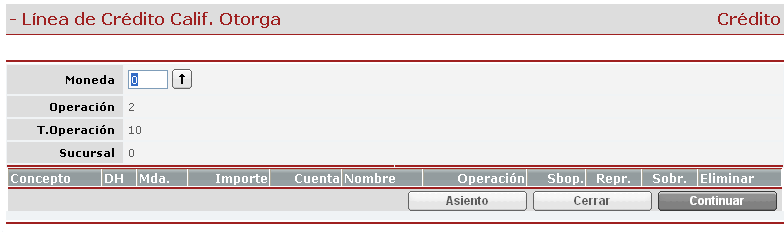 - Línea de Crédito Calif. Otorga Crédito
Moneda 0 ↑
Operación 2
T.Operación 10
Sucursal 0
Concepto DH Mda. Importe Cuenta Nombre Operación Sbop. Repr. Sobr. Eliminar
Asiento Cerrar Continuar